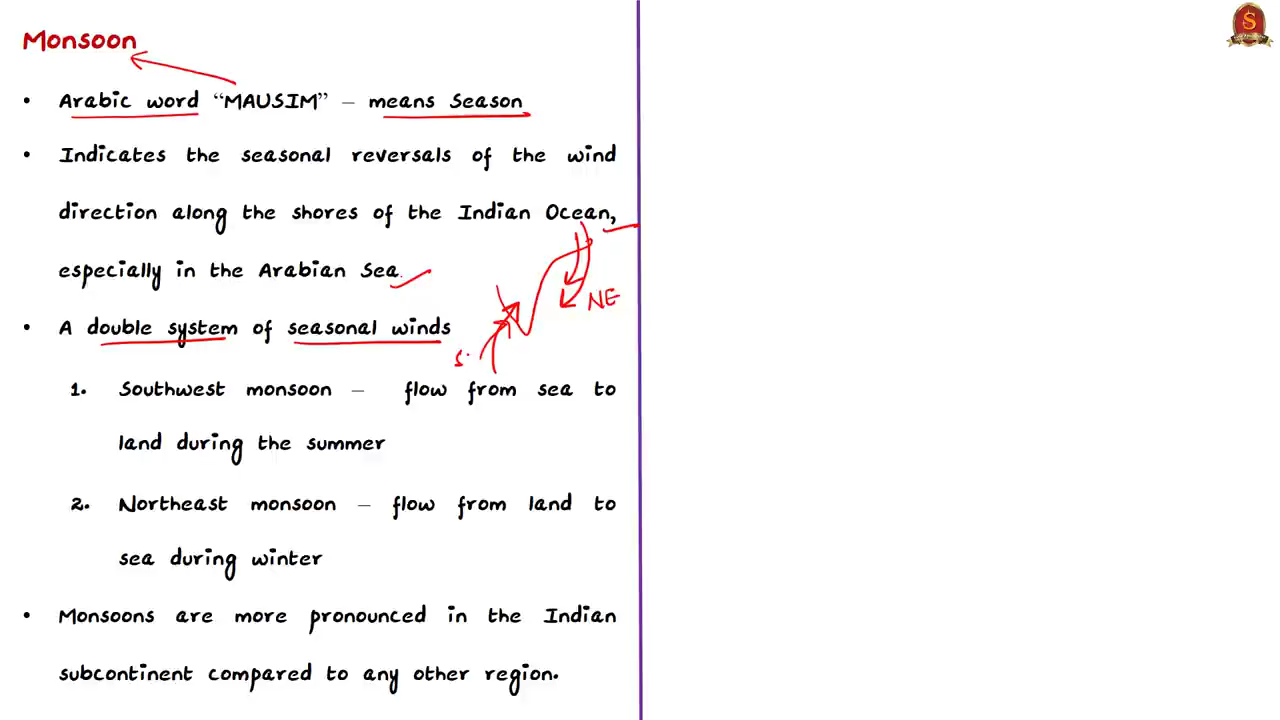 Monsoon
• Arabic word “MAUSIM” – means Season
• Indicates the seasonal reversals of the wind
direction along the shores of the Indian Ocean,
especially in the Arabian Sea.
NE
• A double system of seasonal winds
S.
1. Southwest monsoon – flow from sea to
land during the summer
2. Northeast monsoon – flow from land to
sea during winter
• Monsoons are more pronounced in the Indian
subcontinent compared to any other region.
S